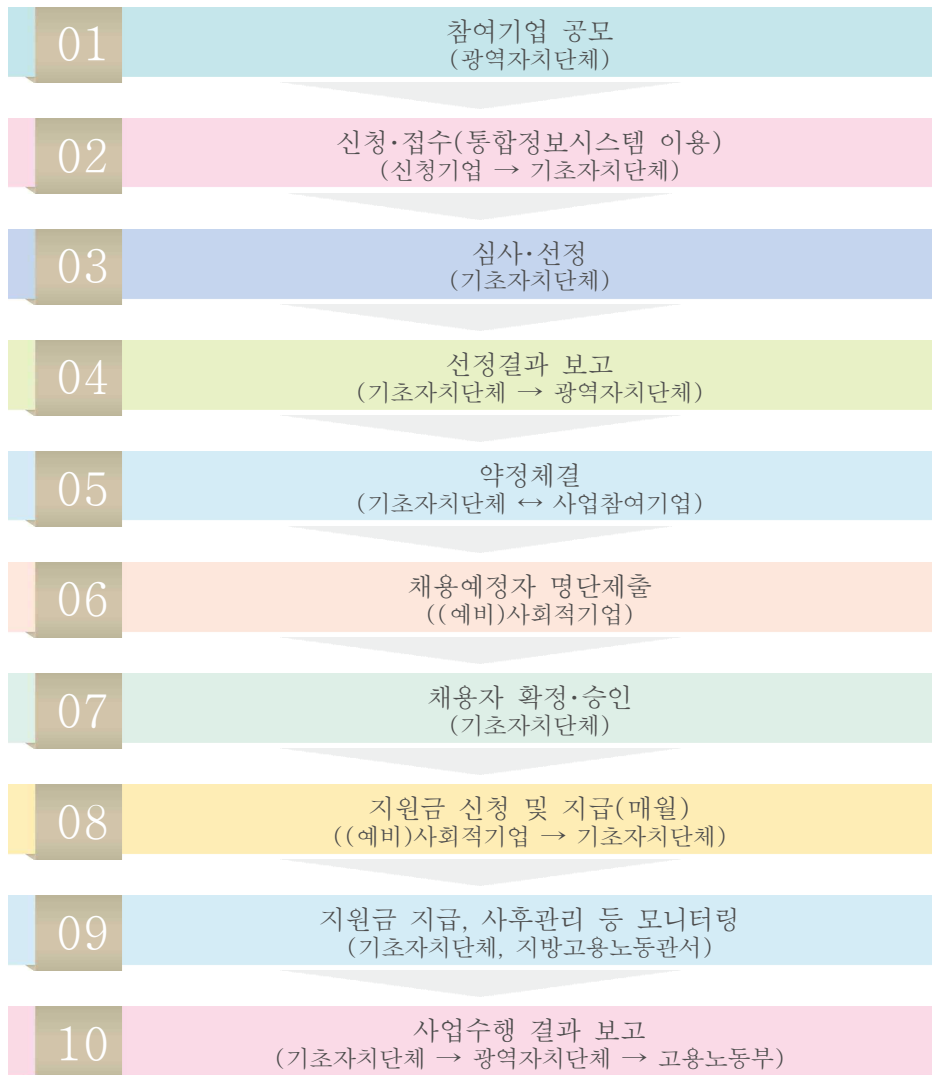 01
참여기업 공모
(광역자치단체)
02
신청·접수(통합정보시스템 이용)
(신청기업 → 기초자치단체)
03
심사·선정
(기초자치단체)
04
선정결과 보고
(기초자치단체 → 광역자치단체)
05
약정체결
(기초자치단체 ↔ 사업참여기업)
06
채용예정자 명단제출
((예비)사회적기업)
07
채용자 확정·승인
(기초자치단체)
08
지원금 신청 및 지급(매월)
((예비)사회적기업 → 기초자치단체)
09
지원금 지급, 사후관리 등 모니터링
(기초자치단체, 지방고용노동관서)
10
사업수행 결과 보고
(기초자치단체 → 광역자치단체 → 고용노동부)